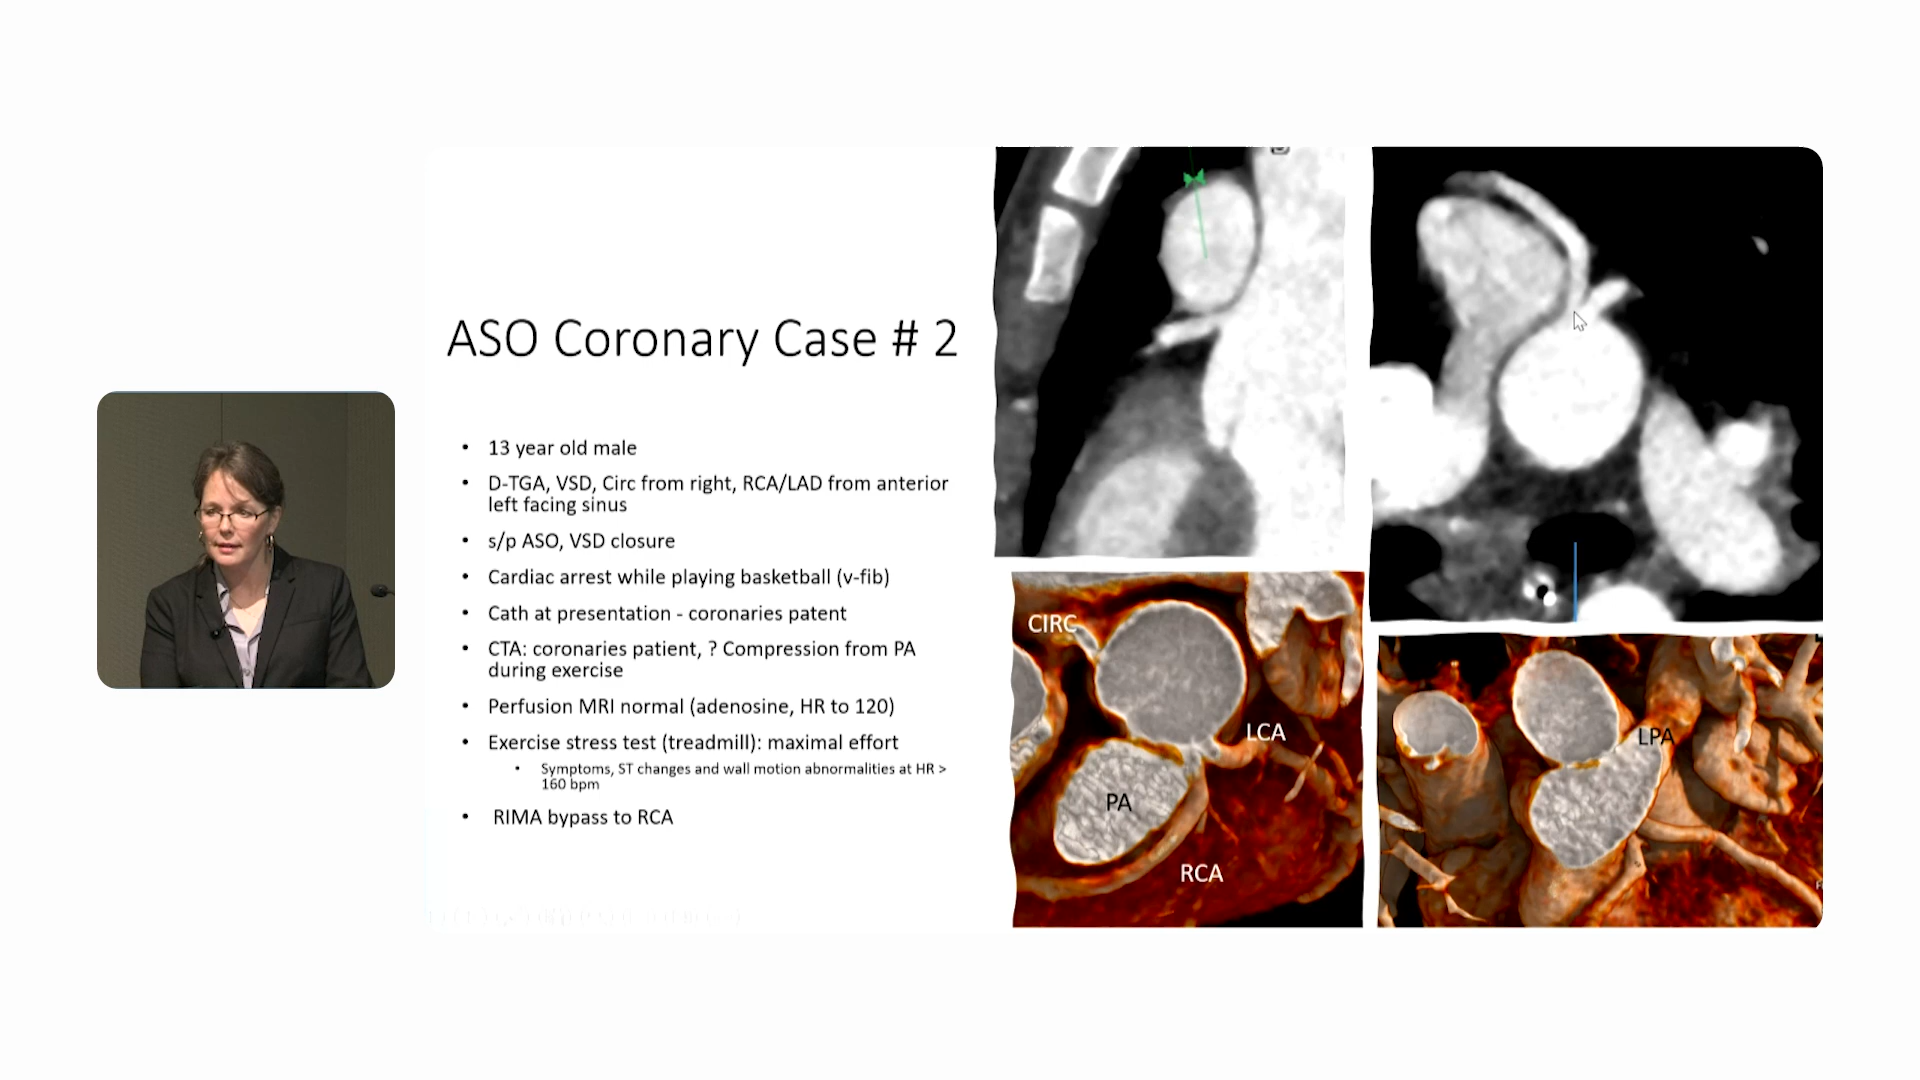 ASO Coronary Case # 2
• 13 year old male
• D-TGA, VSD, Circ from right, RCA/LAD from anterior
left facing sinus
• s/p ASO, VSD closure
• Cardiac arrest while playing basketball (v-fib)
• Cath at presentation - coronaries patent
• CTA: coronaries patient, ? Compression from PA
during exercise
• Perfusion MRI normal (adenosine, HR to 120)
• Exercise stress test (treadmill): maximal effort
• Symptoms, ST changes and wall motion abnormalities at HR >
160 bpm
• RIMA bypass to RCA
CIRC
LCA
PA
RCA
LPA